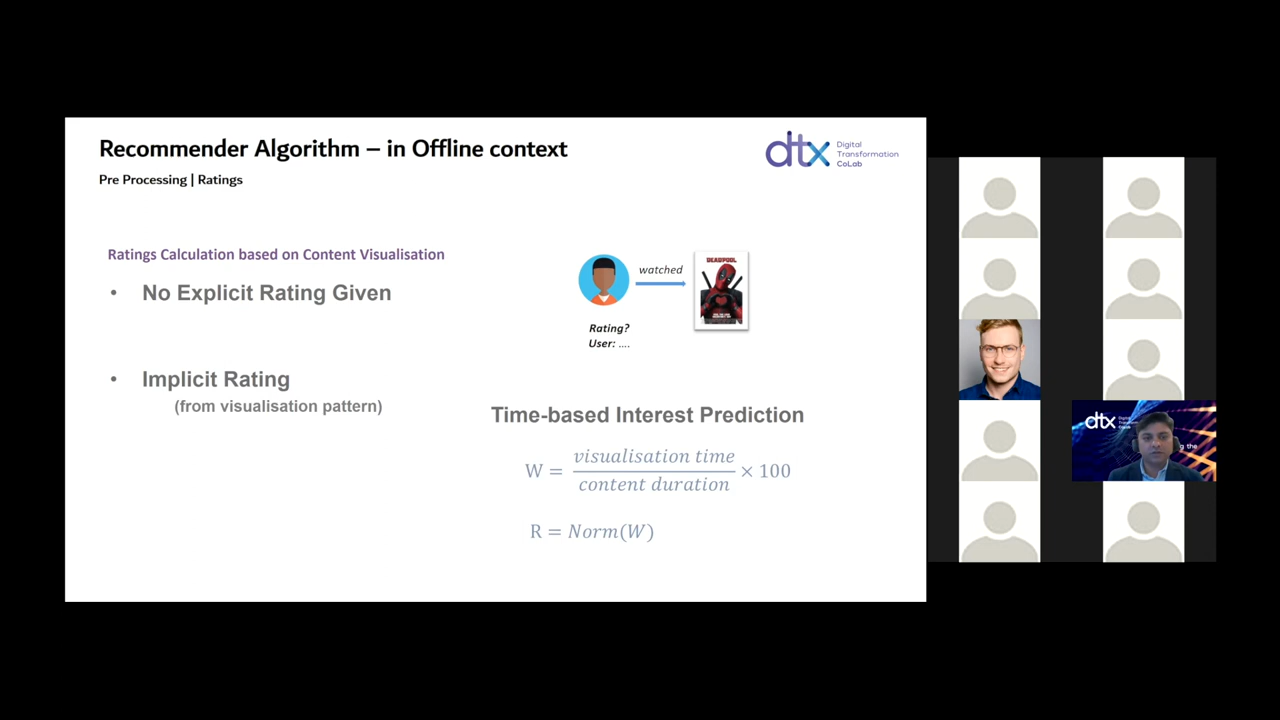 Recommender Algorithm – in Offline context
Pre Processing | Ratings
dtx Digital
Transformation
CoLab
Ratings Calculation based on Content Visualisation
• No Explicit Rating Given
• Implicit Rating
(from visualisation pattern)
watched
DEADPOOL
Rating?
User: ....
Time-based Interest Prediction
W = visualisation time / content duration × 100
R = Norm(W)
dtx
g the